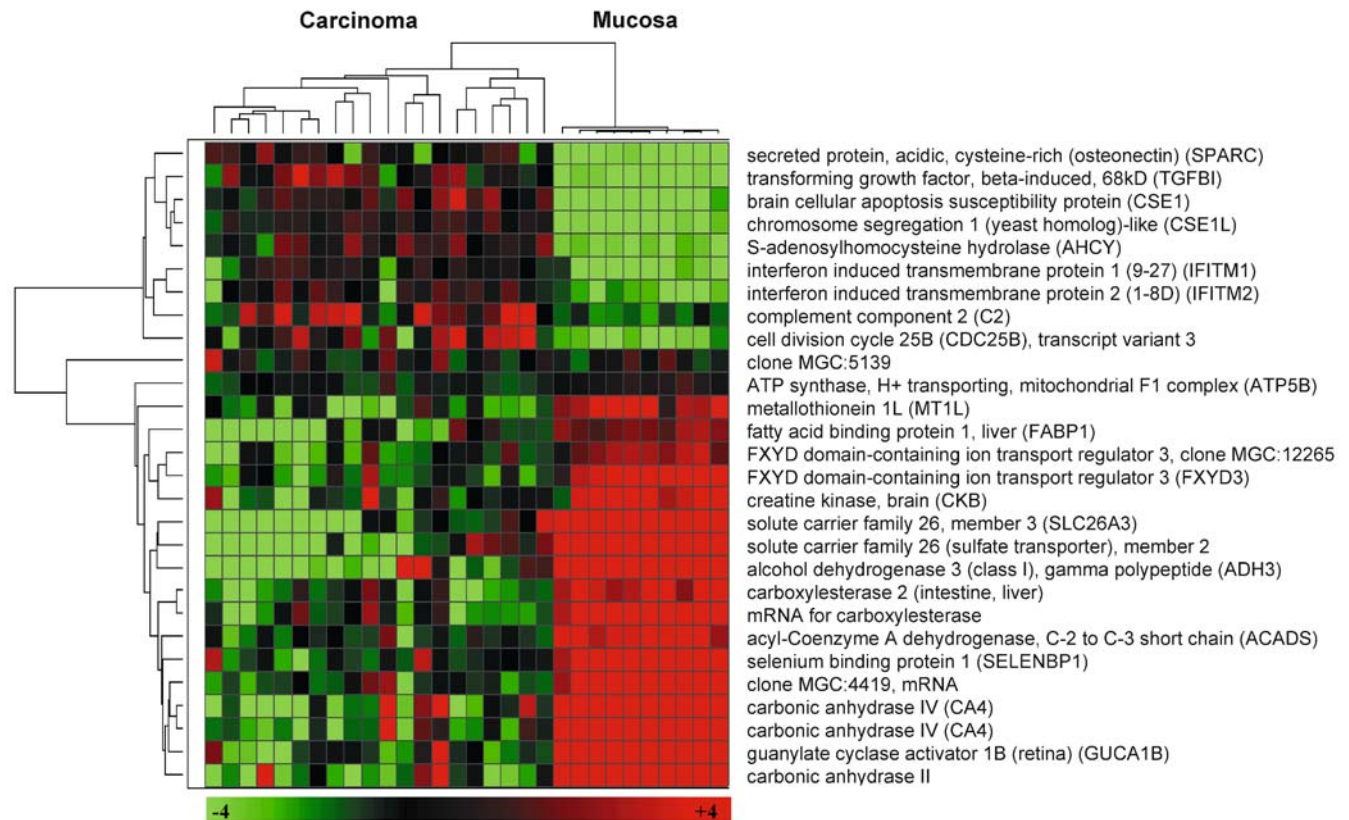 Carcinoma Mucosa
secreted protein, acidic, cysteine-rich (osteonectin) (SPARC)
transforming growth factor, beta-induced, 68kD (TGFBI)
brain cellular apoptosis susceptibility protein (CSE1)
chromosome segregation 1 (yeast homolog)-like (CSE1L)
S-adenosylhomocysteine hydrolase (AHCY)
interferon induced transmembrane protein 1 (9-27) (IFITM1)
interferon induced transmembrane protein 2 (1-8D) (IFITM2)
complement component 2 (C2)
cell division cycle 25B (CDC25B), transcript variant 3
clone MGC:5139
ATP synthase, H+ transporting, mitochondrial F1 complex (ATP5B)
metallothionein 1L (MT1L)
fatty acid binding protein 1, liver (FABP1)
FXYD domain-containing ion transport regulator 3, clone MGC:12265
FXYD domain-containing ion transport regulator 3 (FXYD3)
creatine kinase, brain (CKB)
solute carrier family 26, member 3 (SLC26A3)
solute carrier family 26 (sulfate transporter), member 2
alcohol dehydrogenase 3 (class I), gamma polypeptide (ADH3)
carboxylesterase 2 (intestine, liver)
mRNA for carboxylesterase
acyl-Coenzyme A dehydrogenase, C-2 to C-3 short chain (ACADS)
selenium binding protein 1 (SELENBP1)
clone MGC:4419, mRNA
carbonic anhydrase IV (CA4)
carbonic anhydrase IV (CA4)
guanylate cyclase activator 1B (retina) (GUCA1B)
carbonic anhydrase II
-4 +4